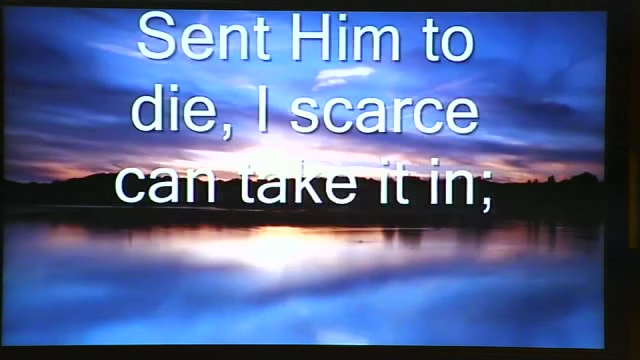 Sent Him to
die, I scarce
can take it in;